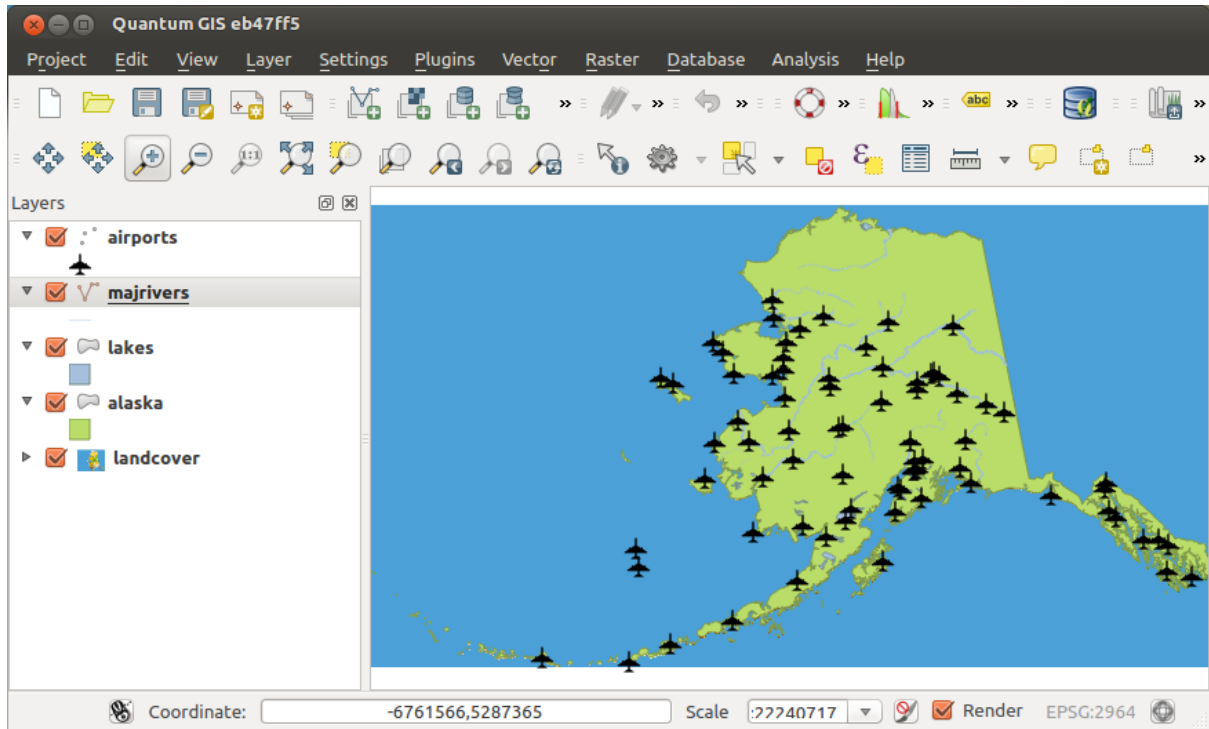 Quantum GIS eb47ff5
Project Edit View Layer Settings Plugins Vector Raster Database Analysis Help
abc
1:1
ε
Layers
airports
majrivers
lakes
alaska
landcover
Coordinate: -6761566,5287365 Scale :22240717 Render EPSG:2964